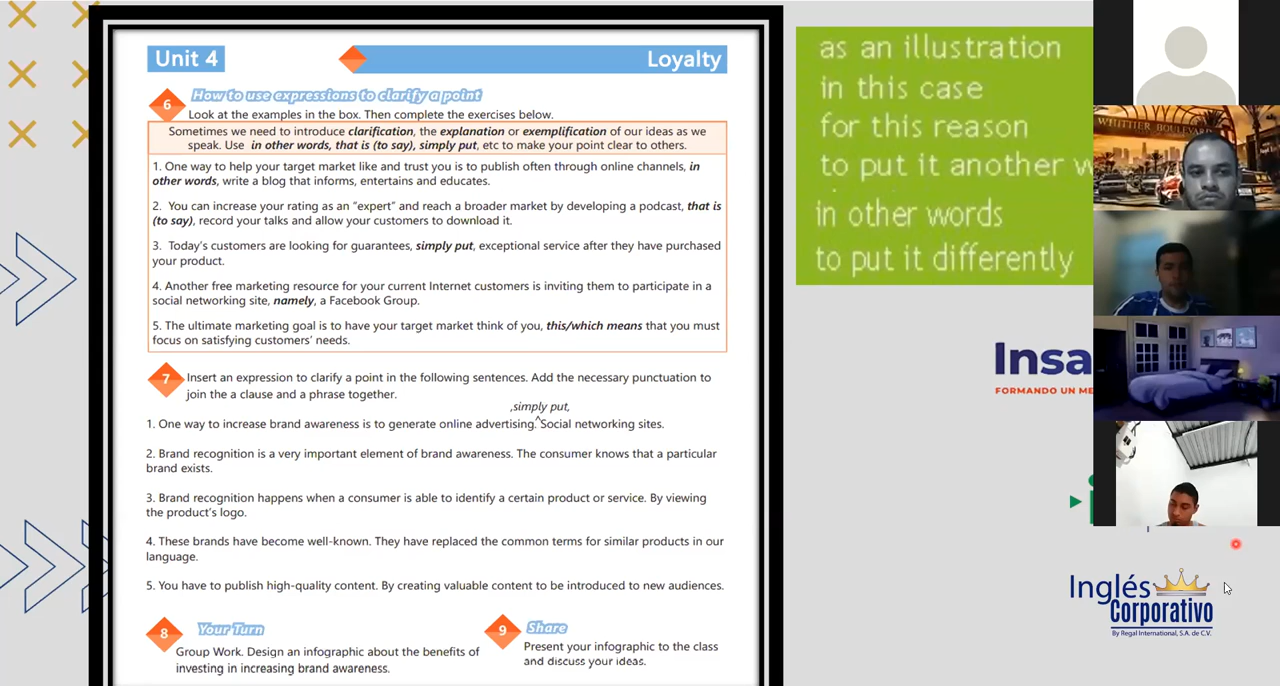 Unit 4
Loyalty
6
How to use expressions to clarify a point
Look at the examples in the box. Then complete the exercises below.
Sometimes we need to introduce clarification, the explanation or exemplification of our ideas as we
speak. Use in other words, that is (to say), simply put, etc to make your point clear to others.
1. One way to help your target market like and trust you is to publish often through online channels, in
other words, write a blog that informs, entertains and educates.
2. You can increase your rating as an “expert” and reach a broader market by developing a podcast, that is
(to say), record your talks and allow your customers to download it.
3. Today’s customers are looking for guarantees, simply put, exceptional service after they have purchased
your product.
4. Another free marketing resource for your current Internet customers is inviting them to participate in a
social networking site, namely, a Facebook Group.
5. The ultimate marketing goal is to have your target market think of you, this/which means that you must
focus on satisfying customers’ needs.
7
Insert an expression to clarify a point in the following sentences. Add the necessary punctuation to
join the a clause and a phrase together.
,simply put,
1. One way to increase brand awareness is to generate online advertising.^Social networking sites.
2. Brand recognition is a very important element of brand awareness. The consumer knows that a particular
brand exists.
3. Brand recognition happens when a consumer is able to identify a certain product or service. By viewing
the product’s logo.
4. These brands have become well-known. They have replaced the common terms for similar products in our
language.
5. You have to publish high-quality content. By creating valuable content to be introduced to new audiences.
8
Your Turn
Group Work. Design an infographic about the benefits of
investing in increasing brand awareness.
9
Share
Present your infographic to the class
and discuss your ideas.
as an illustration
in this case
for this reason
to put it another w
in other words
to put it differently
WHITTIER BOULEVARD
Insa
FORMANDO UN ME
Inglés
Corporativo
By Regal International, S.A. de C.V.